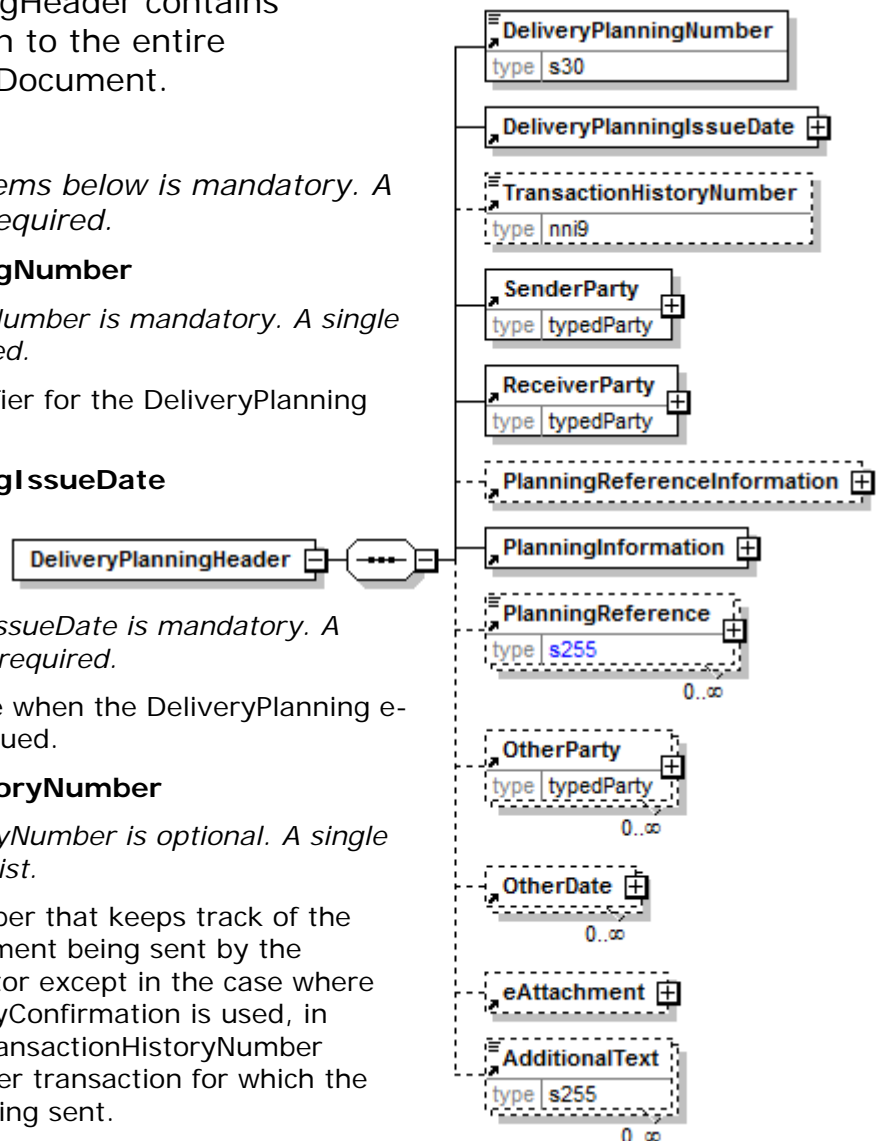 gHeader contains
n to the entire
Document.
ems below is mandatory. A
equired.
gNumber
Number is mandatory. A single
ed.
fier for the DeliveryPlanning
gIssueDate
ssueDate is mandatory. A
required.
e when the DeliveryPlanning e-
ued.
oryNumber
yNumber is optional. A single
ist.
ber that keeps track of the
ment being sent by the
tor except in the case where
yConfirmation is used, in
ansactionHistoryNumber
er transaction for which the
ing sent.
DeliveryPlanningHeader
DeliveryPlanningNumber
type s30
DeliveryPlanningIssueDate
TransactionHistoryNumber
type nni9
SenderParty
type typedParty
ReceiverParty
type typedParty
PlanningReferenceInformation
PlanningInformation
PlanningReference
type s255
0..∞
OtherParty
type typedParty
0..∞
OtherDate
0..∞
eAttachment
AdditionalText
type s255
0..∞